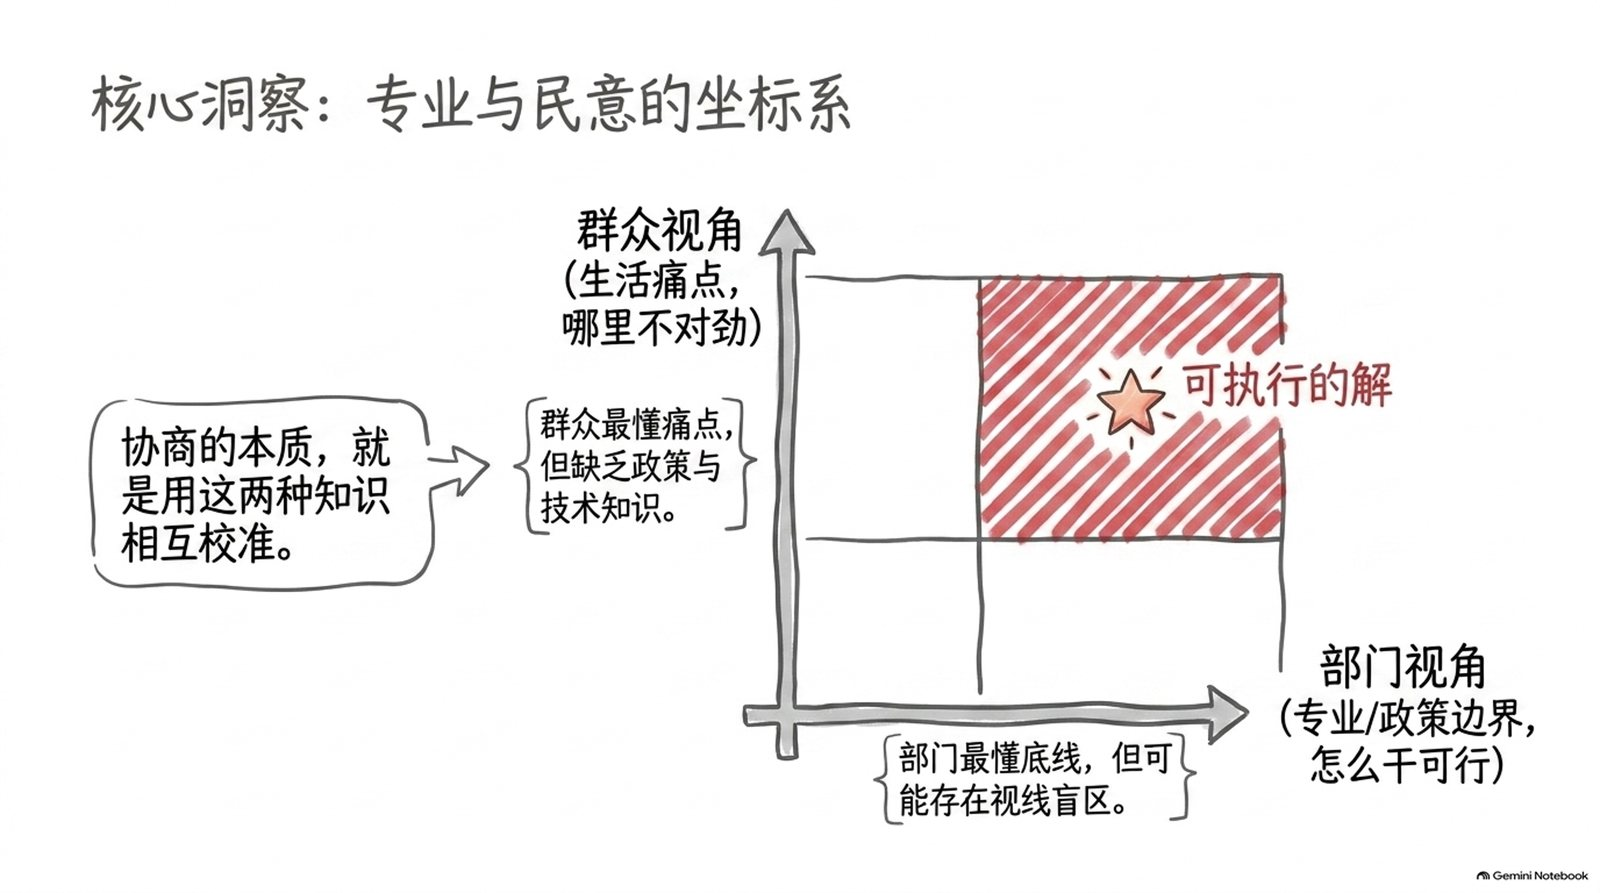 核心洞察：专业与民意的坐标系
群众视角
（生活痛点，
哪里不对劲）
可执行的解
群众最懂痛点，
但缺乏政策与
技术知识。
协商的本质，就
是用这两种知识
相互校准。
部门视角
（专业/政策边界，
怎么干可行）
部门最懂底线，但可
能存在视线盲区。
Gemini Notebook